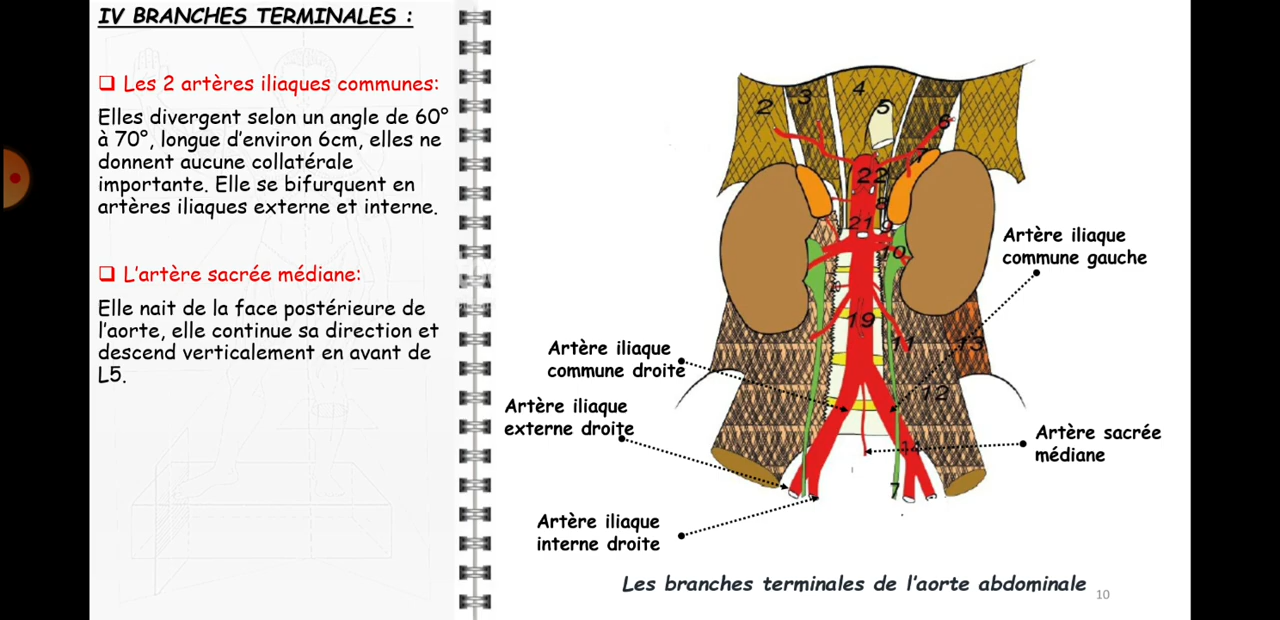 IV BRANCHES TERMINALES :
❑ Les 2 artères iliaques communes:
Elles divergent selon un angle de 60°
à 70°, longue d’environ 6cm, elles ne
donnent aucune collatérale
importante. Elle se bifurquent en
artères iliaques externe et interne.
❑ L’artère sacrée médiane:
Elle nait de la face postérieure de
l’aorte, elle continue sa direction et
descend verticalement en avant de
L5.
2
3
4
5
6
7
22
8
21
9
10
19
11
13
12
14
7
Artère iliaque
commune gauche
Artère iliaque
commune droite
Artère iliaque
externe droite
Artère sacrée
médiane
Artère iliaque
interne droite
Les branches terminales de l’aorte abdominale
10